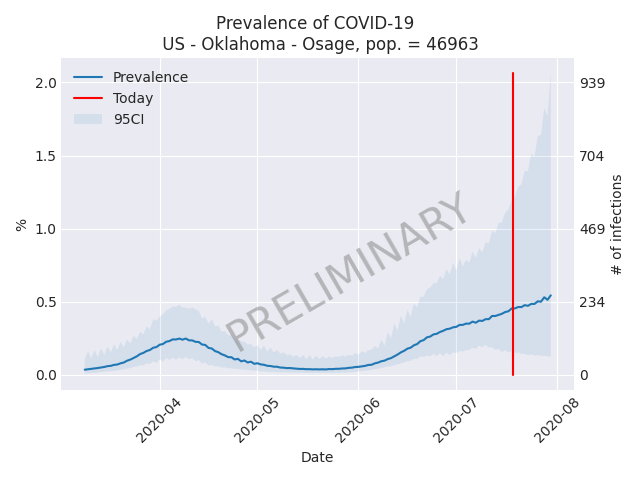 Prevalence of COVID-19
US - Oklahoma - Osage, pop. = 46963
Prevalence
Today
95CI
PRELIMINARY
%
2.0
1.5
1.0
0.5
0.0
939
704
469
234
0
# of infections
2020-04
2020-05
2020-06
2020-07
2020-08
Date